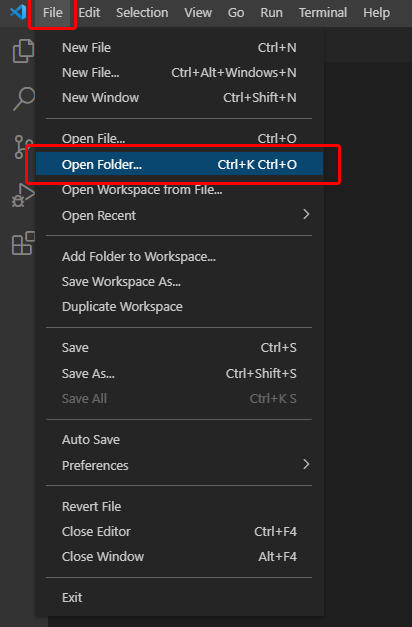 File Edit Selection View Go Run Terminal Help
New File Ctrl+N
New File... Ctrl+Alt+Windows+N
New Window Ctrl+Shift+N
Open File... Ctrl+O
Open Folder... Ctrl+K Ctrl+O
Open Workspace from File...
Open Recent
Add Folder to Workspace...
Save Workspace As...
Duplicate Workspace
Save Ctrl+S
Save As... Ctrl+Shift+S
Save All Ctrl+K S
Auto Save
Preferences
Revert File
Close Editor Ctrl+F4
Close Window Alt+F4
Exit